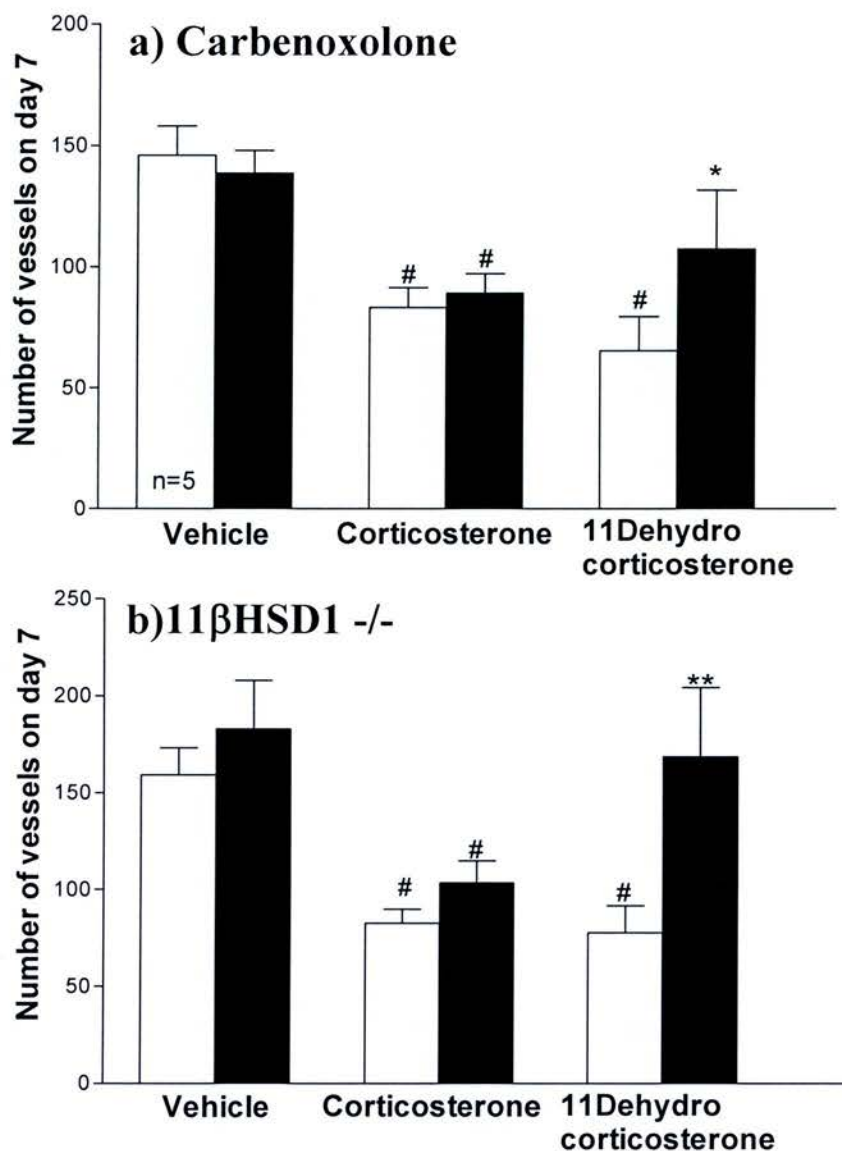 200
150
100
50
0
Number of vessels on day 7
a) Carbenoxolone
#
#
#
*
n=5
Vehicle
Corticosterone
11Dehydro
corticosterone
250
200
150
100
50
0
Number of vessels on day 7
b)11βHSD1 -/-
#
#
#
**
Vehicle
Corticosterone
11Dehydro
corticosterone